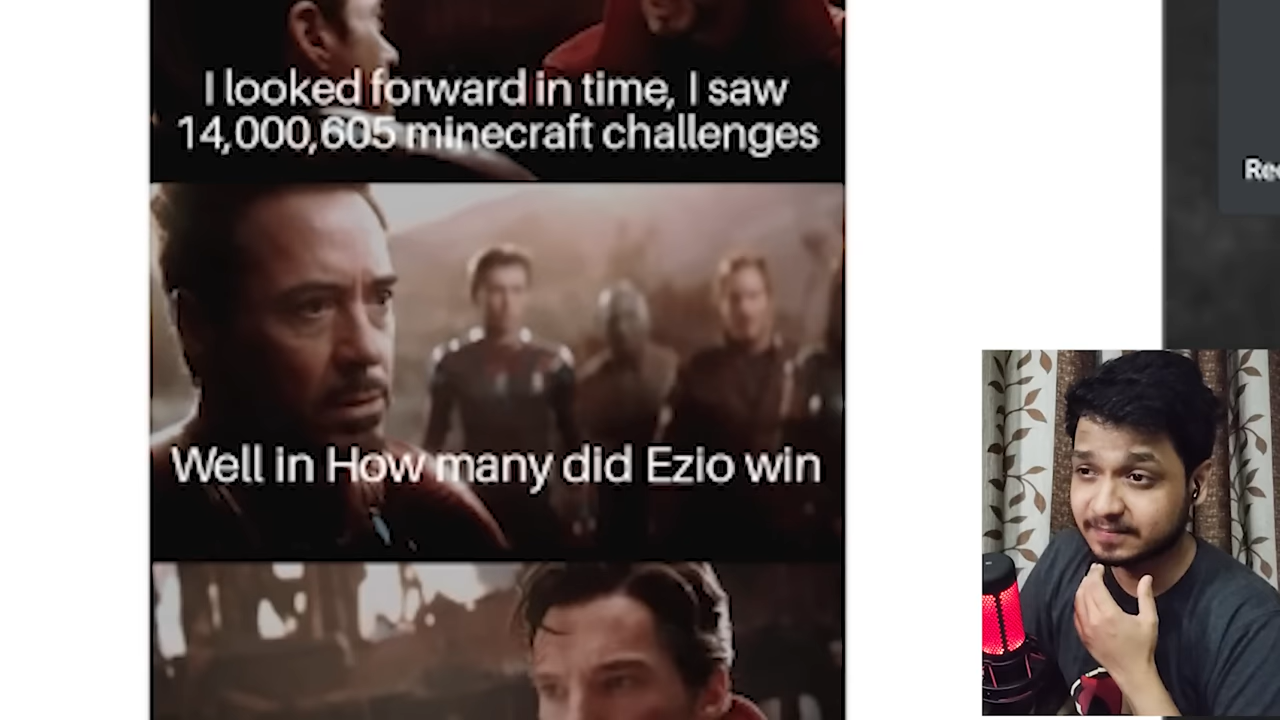 I looked forward in time, I saw
14,000,605 minecraft challenges
Well in How many did Ezio win